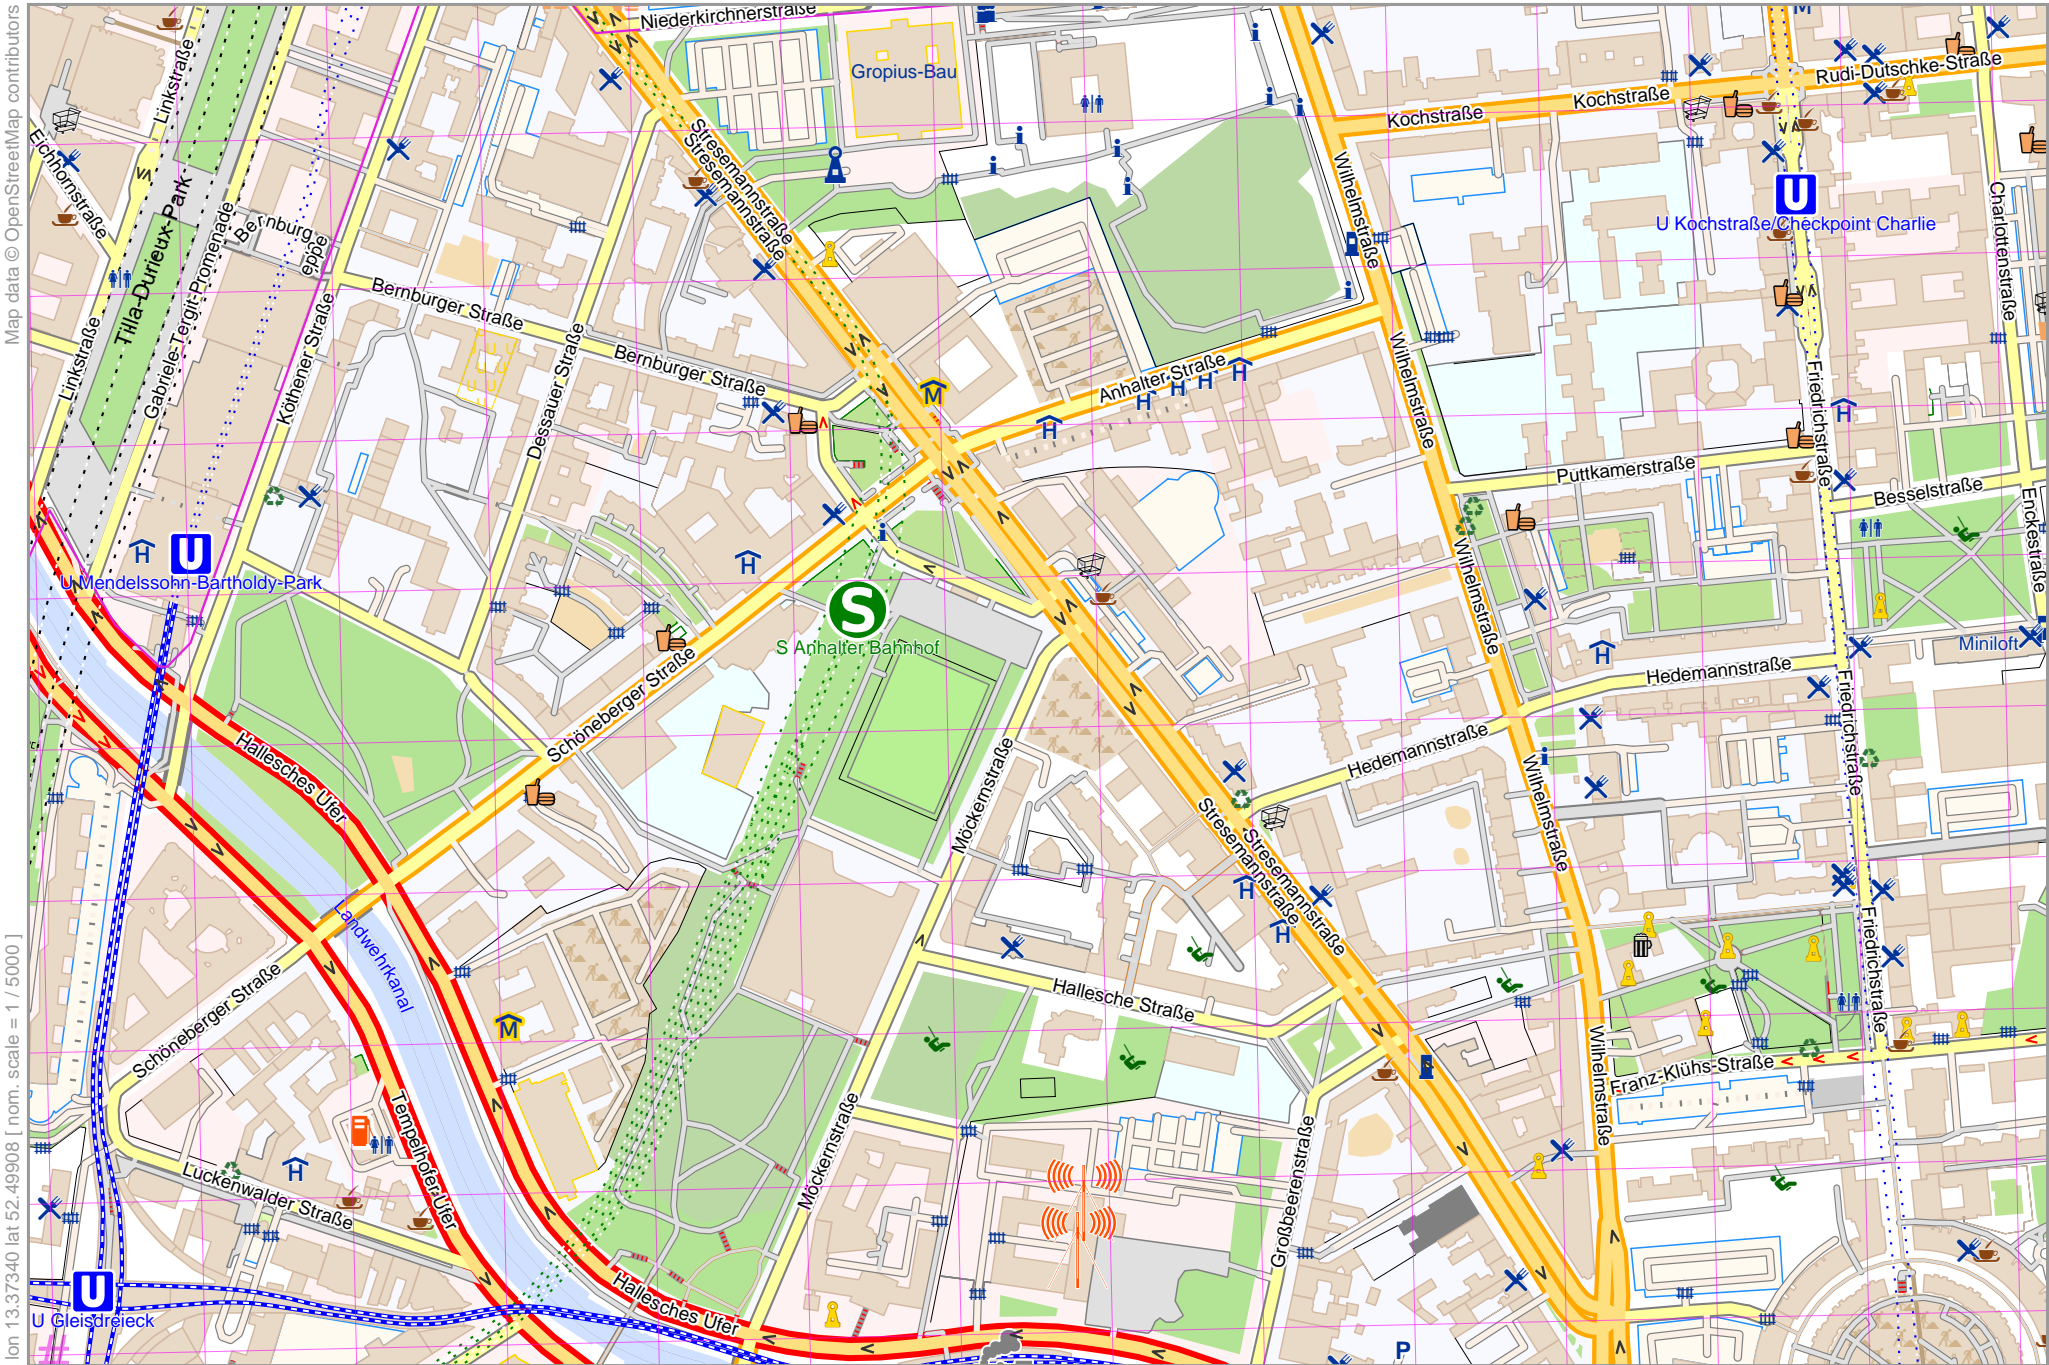 Map data © OpenStreetMap contributors
lon 13.37340 lat 52.49908 [ nom. scale = 1 / 5000 ]
Niederkirchnerstraße
Gropius-Bau
M
Rudi-Dutschke-Straße
Kochstraße
Kochstraße
Linkstraße
Eichhornstraße
Tilla-Durieux-Park
Gabriele-Tergit-Promenade
Stresemannstraße
Stresemannstraße
Wilhelmstraße
U
U Kochstraße/Checkpoint Charlie
Charlottenstraße
Bernburger Straße
Bernburger Straße
Köthener Straße
Linkstraße
Dessauer Straße
Anhalter Straße
Wilhelmstraße
Friedrichstraße
M
H
H
H
H
H
H
Puttkamerstraße
Besselstraße
Enckestraße
H
U
U Mendelssohn-Bartholdy-Park
H
S
S Anhalter Bahnhof
Wilhelmstraße
H
Miniloft
Hedemannstraße
Hedemannstraße
Friedrichstraße
Schöneberger Straße
Hallesches Ufer
Möckernstraße
Wilhelmstraße
Stresemannstraße
Stresemannstraße
H
H
Landwehrkanal
Friedrichstraße
Schöneberger Straße
Hallesche Straße
M
Wilhelmstraße
Franz-Klühs-Straße
Tempelhofer Ufer
Möckernstraße
Großbeerenstraße
H
Luckenwalder Straße
U
U Gleisdreieck
Hallesches Ufer
P